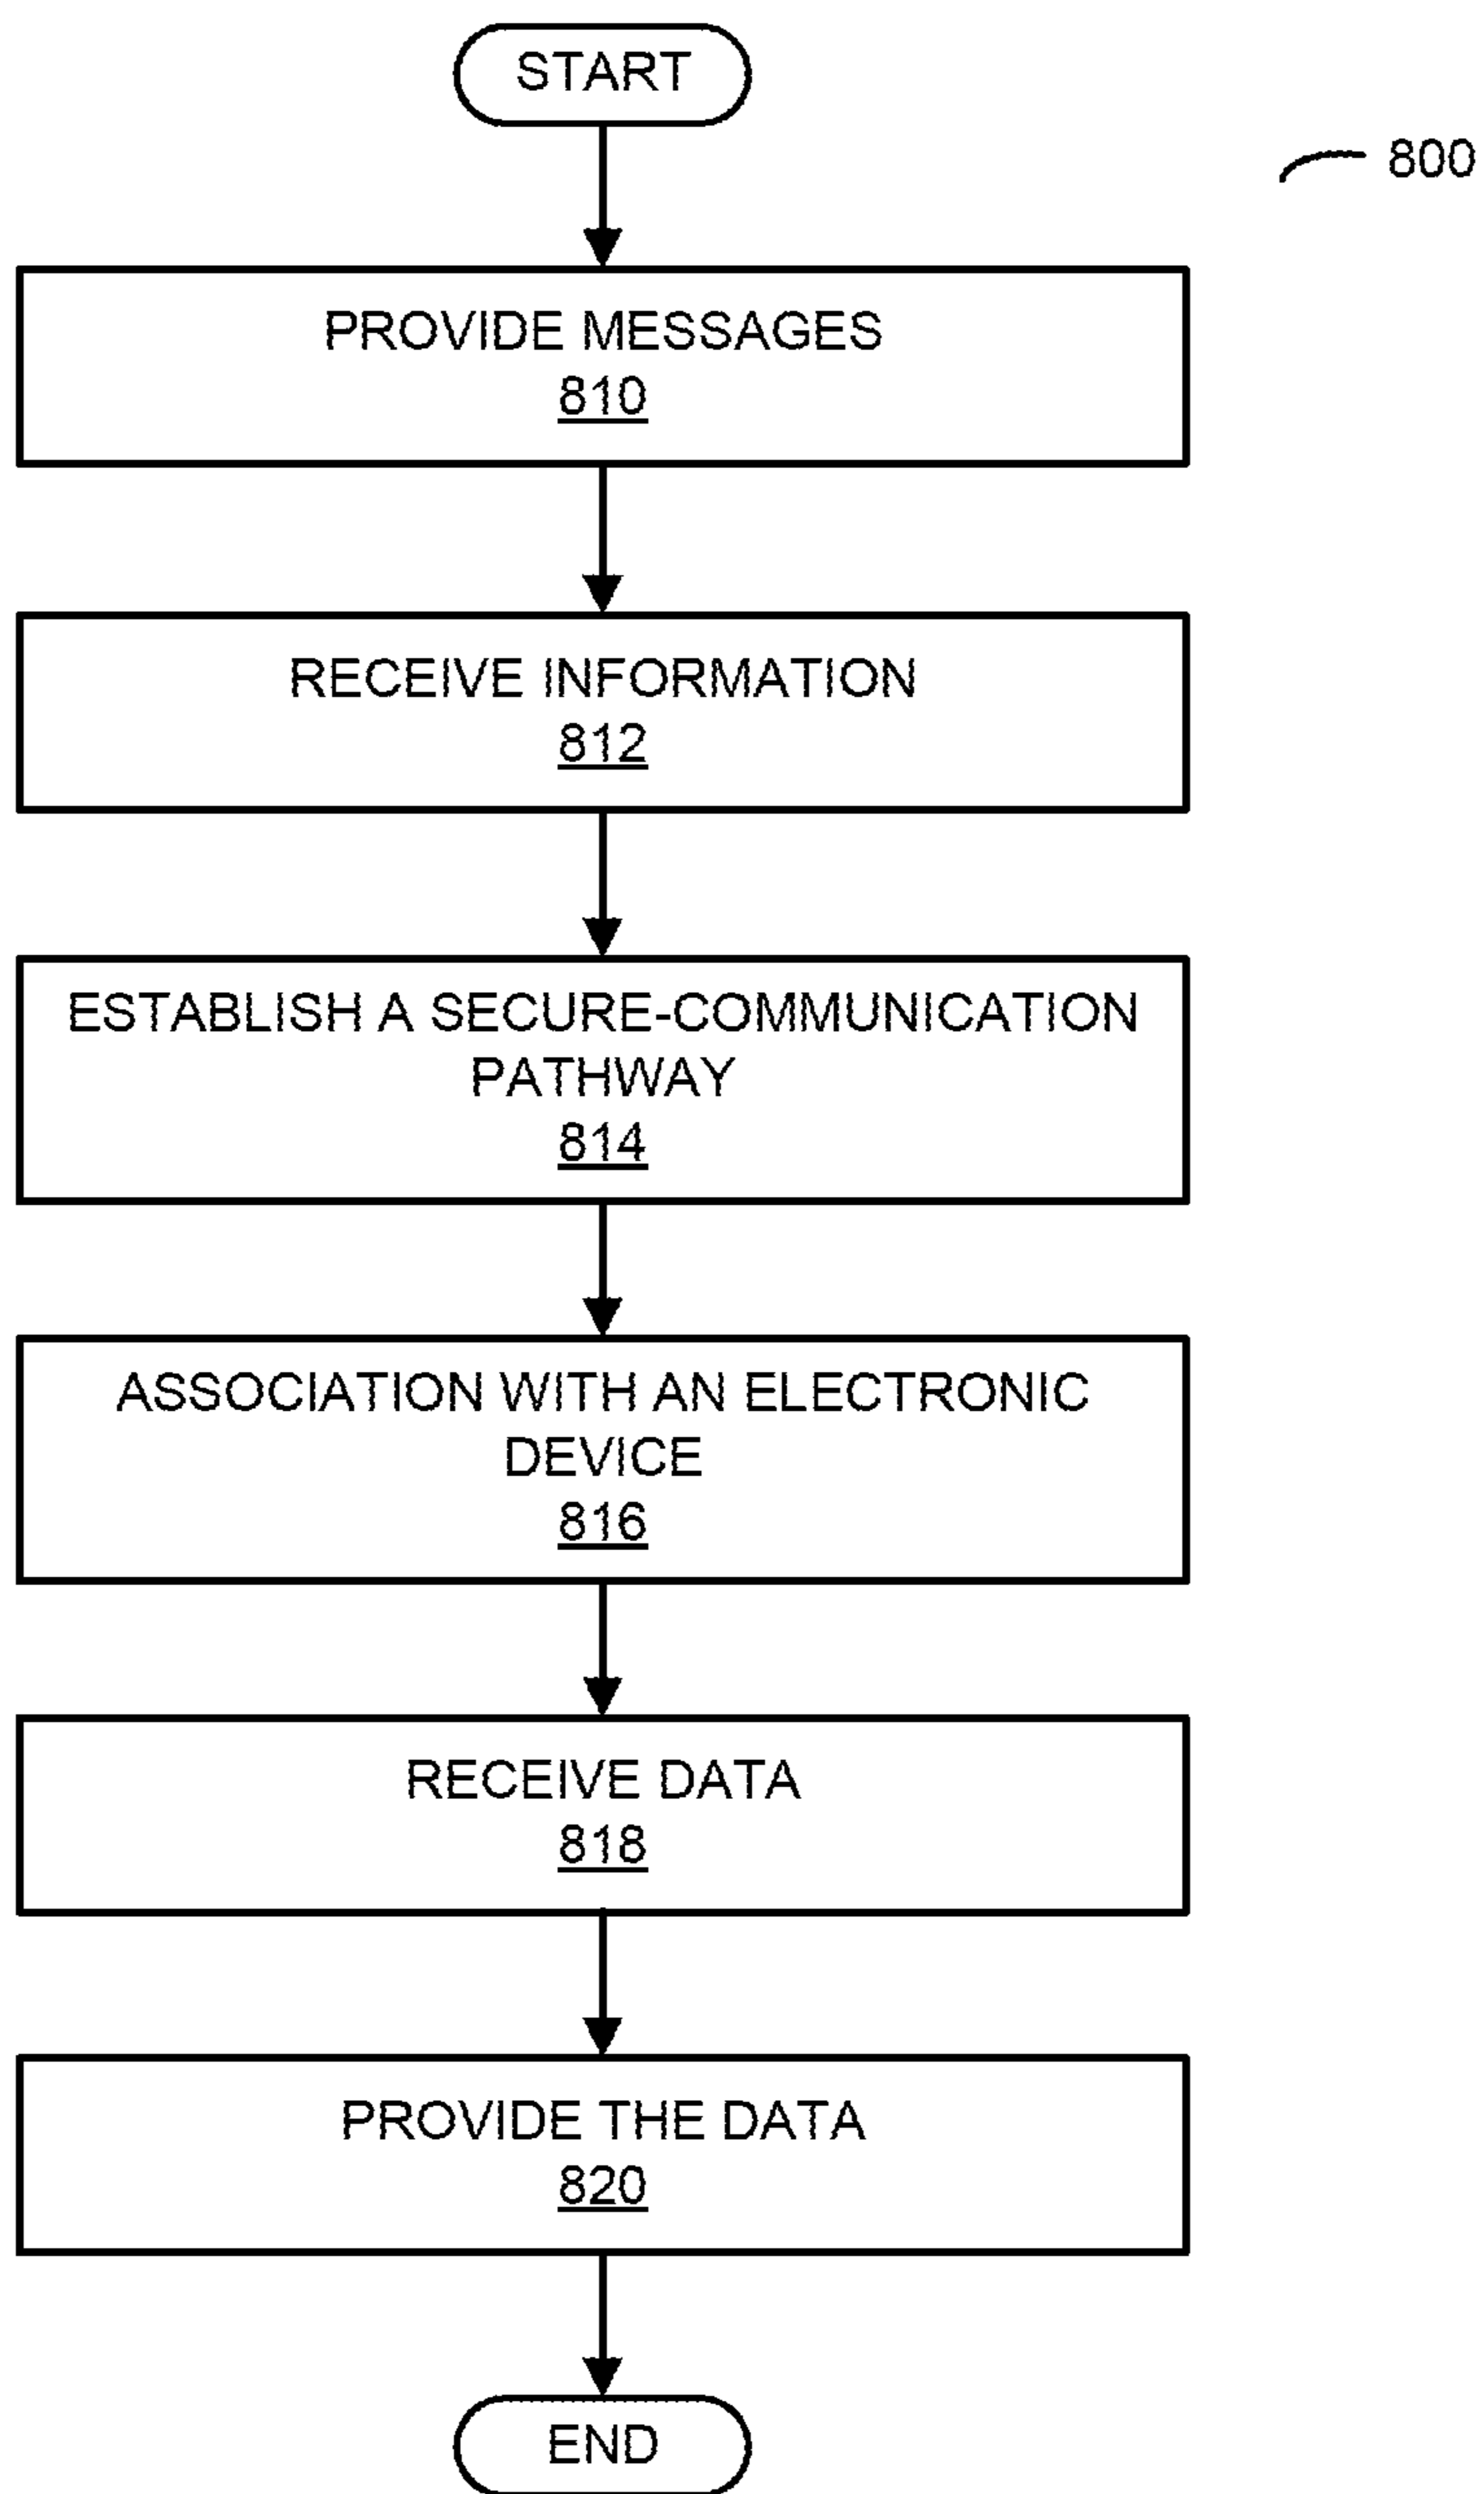 START
800
PROVIDE MESSAGES
810
RECEIVE INFORMATION
812
ESTABLISH A SECURE-COMMUNICATION
PATHWAY
814
ASSOCIATION WITH AN ELECTRONIC
DEVICE
816
RECEIVE DATA
818
PROVIDE THE DATA
820
END